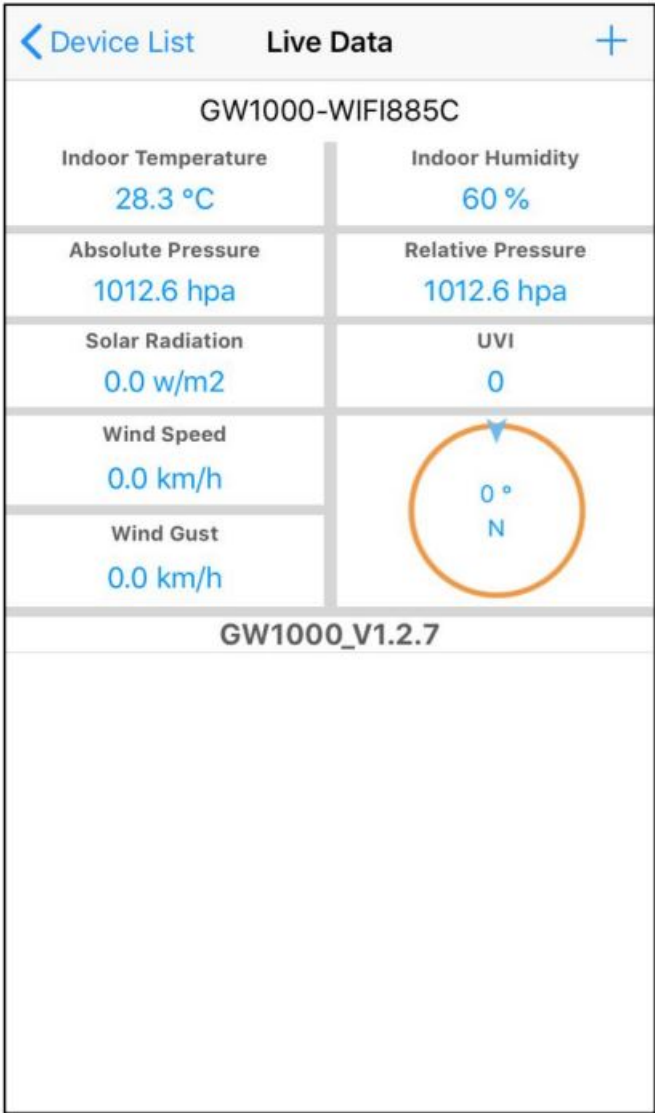 Device List Live Data +
GW1000-WIFI885C
Indoor Temperature Indoor Humidity
28.3 °C 60 %
Absolute Pressure Relative Pressure
1012.6 hpa 1012.6 hpa
Solar Radiation UVI
0.0 w/m2 0
Wind Speed
0.0 km/h
0 °
N
Wind Gust
0.0 km/h
GW1000_V1.2.7